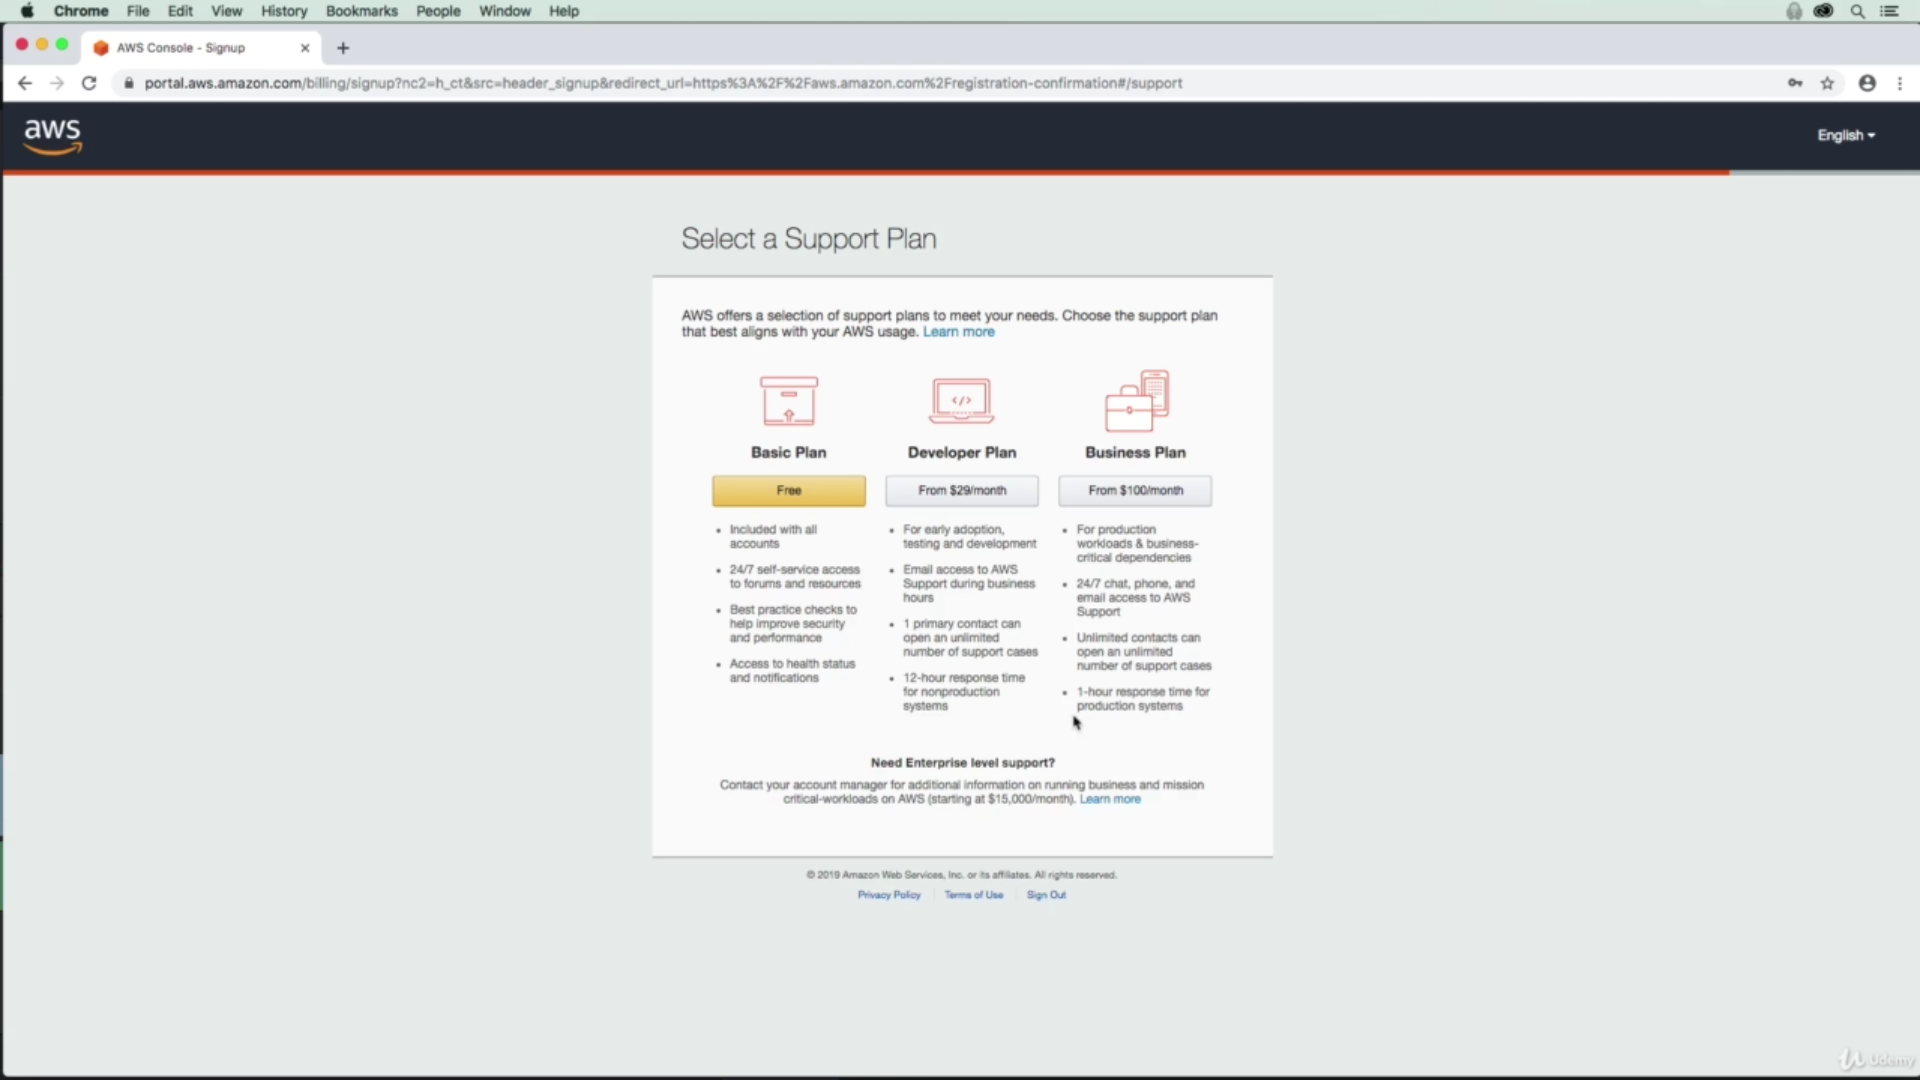 Chrome File Edit View History Bookmarks People Window Help
AWS Console - Signup
portal.aws.amazon.com/billing/signup?nc2=h_ct&src=header_signup&redirect_url=https%3A%2F%2Faws.amazon.com%2Fregistration-confirmation#/support
aws
English
Select a Support Plan
AWS offers a selection of support plans to meet your needs. Choose the support plan
that best aligns with your AWS usage. Learn more
Basic Plan
Free
• Included with all
accounts
• 24/7 self-service access
to forums and resources
• Best practice checks to
help improve security
and performance
• Access to health status
and notifications
Developer Plan
From $29/month
• For early adoption,
testing and development
• Email access to AWS
Support during business
hours
• 1 primary contact can
open an unlimited
number of support cases
• 12-hour response time
for nonproduction
systems
Business Plan
From $100/month
• For production
workloads & business-
critical dependencies
• 24/7 chat, phone, and
email access to AWS
Support
• Unlimited contacts can
open an unlimited
number of support cases
• 1-hour response time for
production systems
Need Enterprise level support?
Contact your account manager for additional information on running business and mission
critical-workloads on AWS (starting at $15,000/month). Learn more
© 2019 Amazon Web Services, Inc. or its affiliates. All rights reserved.
Privacy Policy Terms of Use Sign Out
Udemy